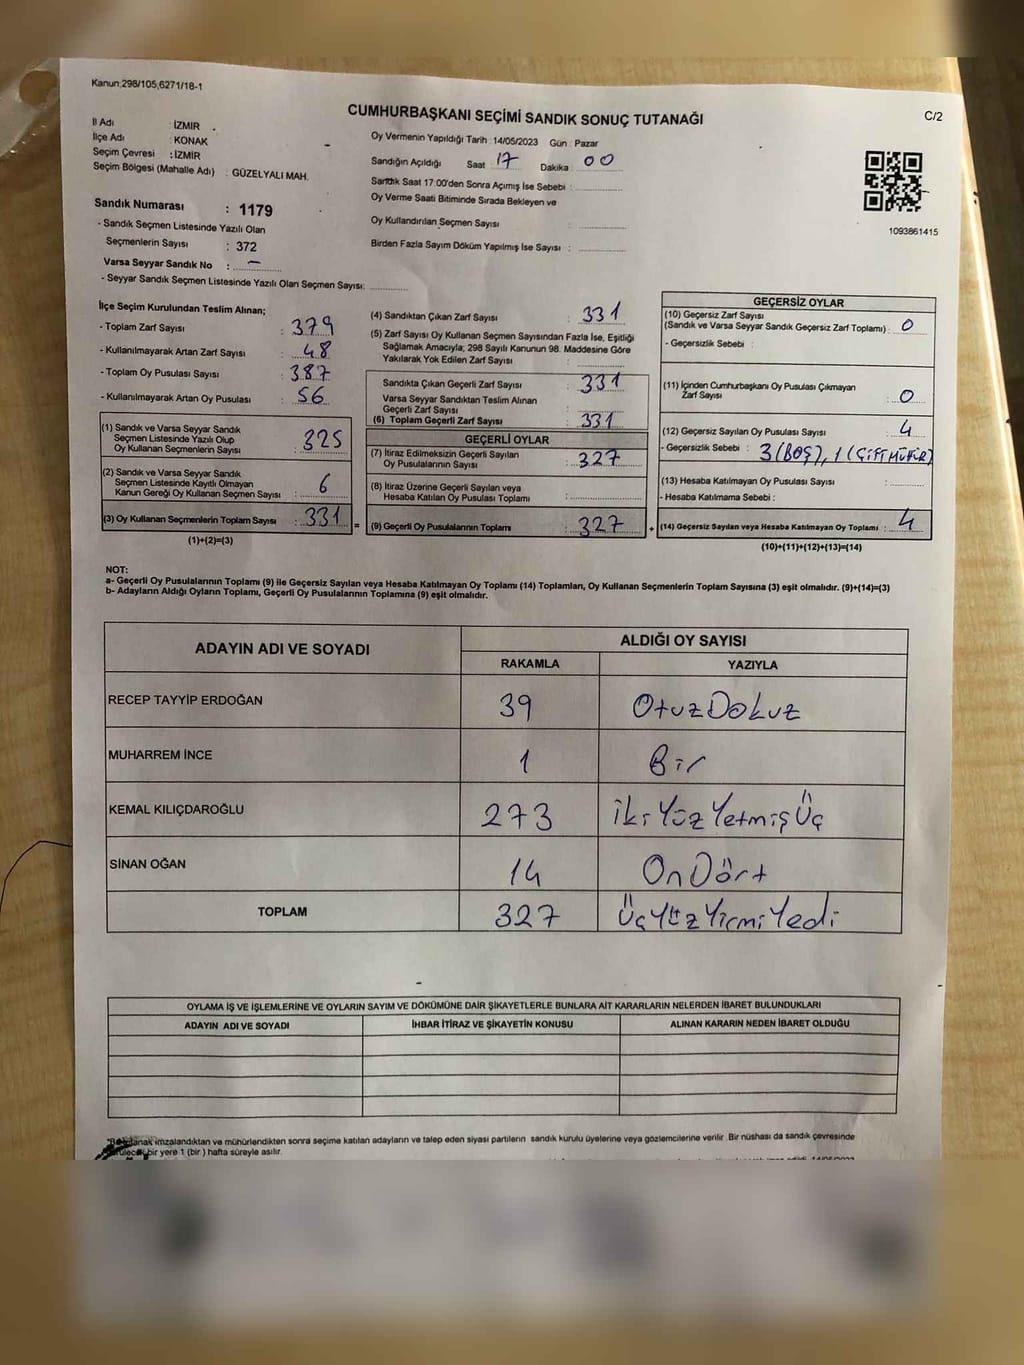 Kanun;298/105;6271/18-1
CUMHURBAŞKANI SEÇİMİ SANDIK SONUÇ TUTANAĞI
C/2
İl Adı : İZMİR
İlçe Adı : KONAK
Seçim Çevresi : İZMİR
Seçim Bölgesi (Mahalle Adı) : GÜZELYALI MAH.
Sandık Numarası : 1179
- Sandık Seçmen Listesinde Yazılı Olan
Seçmenlerin Sayısı : 372
Varsa Seyyar Sandık No : –
- Seyyar Sandık Seçmen Listesinde Yazılı Olan Seçmen Sayısı:
Oy Vermenin Yapıldığı Tarih : 14/05/2023 Gün : Pazar
Sandığın Açıldığı Saat 17 Dakika : 00
Sandık Saat 17:00'den Sonra Açımış İse Sebebi :
Oy Verme Saati Bitiminde Sırada Bekleyen ve
Oy Kullandırılan Seçmen Sayısı
Birden Fazla Sayım Döküm Yapılmış İse Sayısı :
1093861415
İlçe Seçim Kurulundan Teslim Alınan;
- Toplam Zarf Sayısı : 379
- Kullanılmayarak Artan Zarf Sayısı : 48
- Toplam Oy Pusulası Sayısı : 387
- Kullanılmayarak Artan Oy Pusulası : 56
(1) Sandık ve Varsa Seyyar Sandık
Seçmen Listesinde Yazılı Olup
Oy Kullanan Seçmenlerin Sayısı : 325
(2) Sandık ve Varsa Seyyar Sandık
Seçmen Listesinde Kayıtlı Olmayan
Kanun Gereği Oy Kullanan Seçmen Sayısı : 6
(3) Oy Kullanan Seçmenlerin Toplam Sayısı : 331 =
(1)+(2)=(3)
(4) Sandıktan Çıkan Zarf Sayısı : 331
(5) Zarf Sayısı Oy Kullanan Seçmen Sayısından Fazla İse, Eşitliği
Sağlamak Amacıyla; 298 Sayılı Kanunun 98. Maddesine Göre
Yakılarak Yok Edilen Zarf Sayısı :
Sandıkta Çıkan Geçerli Zarf Sayısı : 331
Varsa Seyyar Sandıktan Teslim Alınan
Geçerli Zarf Sayısı :
(6) Toplam Geçerli Zarf Sayısı : 331
GEÇERLİ OYLAR
(7) İtiraz Edilmeksizin Geçerli Sayılan
Oy Pusulalarının Sayısı : 327
(8) İtiraz Üzerine Geçerli Sayılan veya
Hesaba Katılan Oy Pusulası Toplamı :
(9) Geçerli Oy Pusulalarının Toplamı : 327 +
GEÇERSİZ OYLAR
(10) Geçersiz Zarf Sayısı
(Sandık ve Varsa Seyyar Sandık Geçersiz Zarf Toplamı) : 0
- Geçersizlik Sebebi :
(11) İçinden Cumhurbaşkanı Oy Pusulası Çıkmayan
Zarf Sayısı : 0
(12) Geçersiz Sayılan Oy Pusulası Sayısı : 4
- Geçersizlik Sebebi : 3 (BOŞ), 1 (ÇİFT MÜHÜR)
(13) Hesaba Katılmayan Oy Pusulası Sayısı :
- Hesaba Katılmama Sebebi :
(14) Geçersiz Sayılan veya Hesaba Katılmayan Oy Toplamı : 4
(10)+(11)+(12)+(13)=(14)
NOT:
a- Geçerli Oy Pusulalarının Toplamı (9) ile Geçersiz Sayılan veya Hesaba Katılmayan Oy Toplamı (14) Toplamları, Oy Kullanan Seçmenlerin Toplam Sayısına (3) eşit olmalıdır. (9)+(14)=(3)
b- Adayların Aldığı Oyların Toplamı, Geçerli Oy Pusulalarının Toplamına (9) eşit olmalıdır.
ADAYIN ADI VE SOYADI ALDIĞI OY SAYISI
RAKAMLA YAZIYLA
RECEP TAYYİP ERDOĞAN 39 OtuzDokuz
MUHARREM İNCE 1 Bir
KEMAL KILIÇDAROĞLU 273 İkiYüzYetmişÜç
SİNAN OĞAN 14 OnDört
TOPLAM 327 ÜçYüzYirmiYedi
OYLAMA İŞ VE İŞLEMLERİNE VE OYLARIN SAYIM VE DÖKÜMÜNE DAİR ŞİKAYETLERLE BUNLARA AİT KARARLARIN NELERDEN İBARET BULUNDUKLARI
ADAYIN ADI VE SOYADI İHBAR İTİRAZ VE ŞİKAYETİN KONUSU ALINAN KARARIN NEDEN İBARET OLDUĞU
imzalandıktan ve mühürlendikten sonra seçime katılan adayların ve talep eden siyasi partilerin sandık kurulu üyelerine veya gözlemcilerine verilir. Bir nüshası da sandık çevresinde
bir yere 1 (bir ) hafta süreyle asılır.